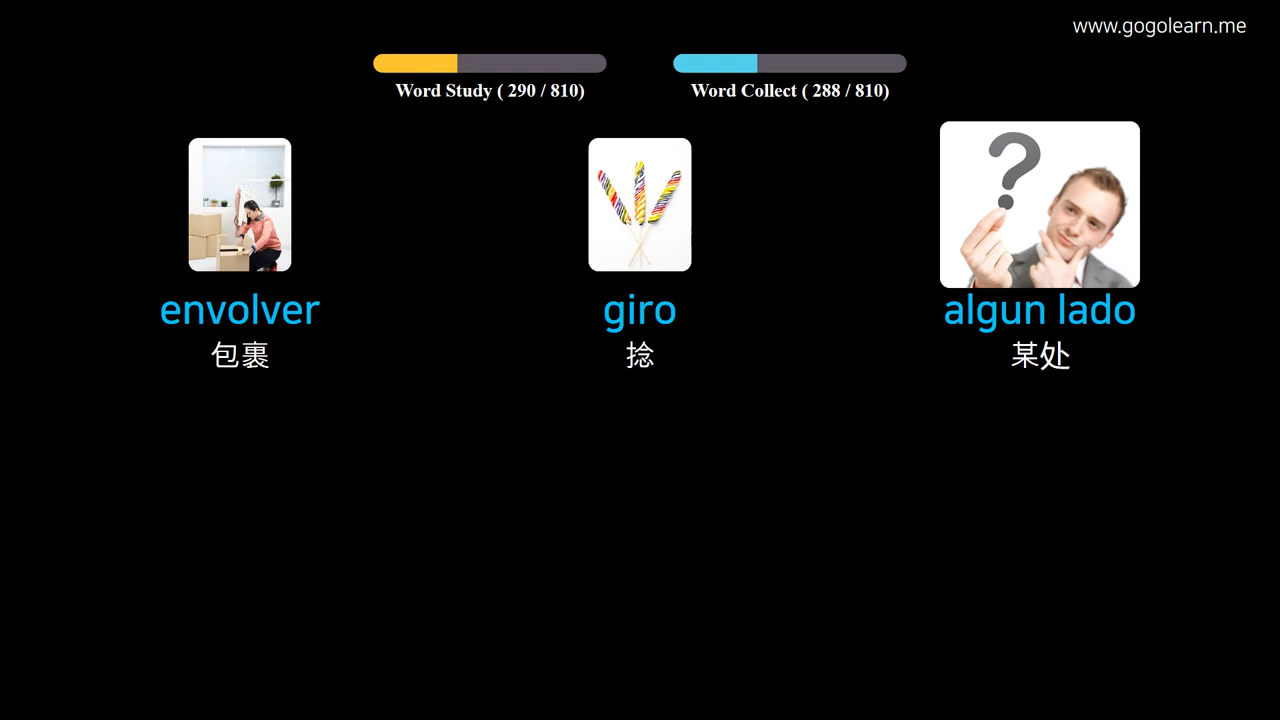 www.gogolearn.me
Word Study ( 290 / 810)
Word Collect ( 288 / 810)
envolver
包裹
giro
捻
algun lado
某处